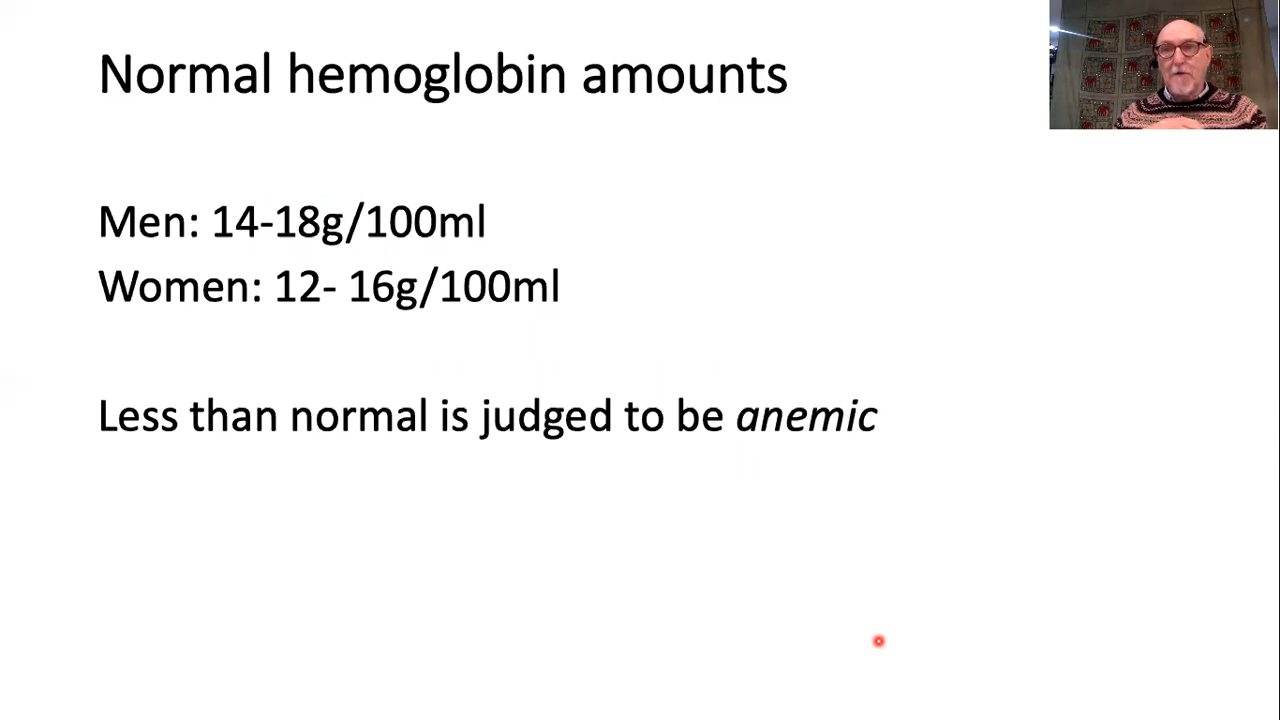 Normal hemoglobin amounts
Men: 14-18g/100ml
Women: 12- 16g/100ml
Less than normal is judged to be anemic